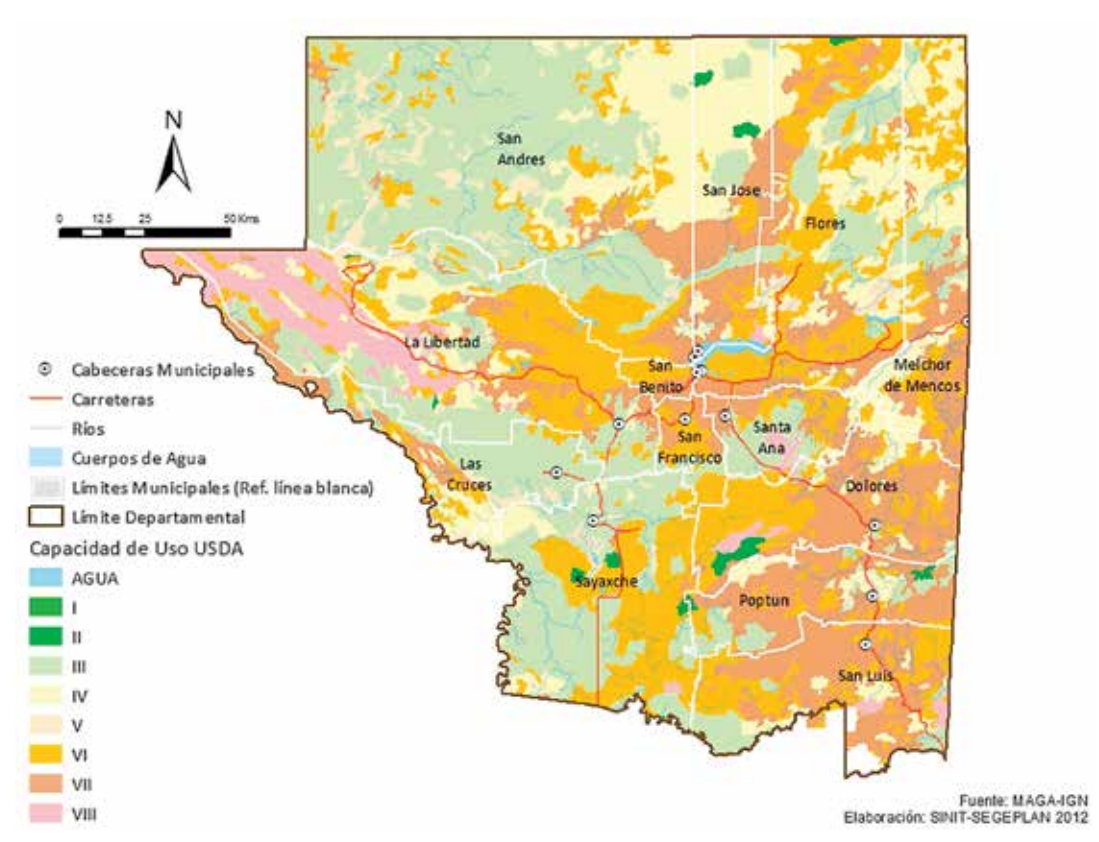 N
0 12.5 25 50 Kms
San
Andres
San Jose
Flores
La Libertad
San
Benito
Melchor
de Mencos
San
Francisco
Santa
Ana
Las
Cruces
Dolores
Sayaxche
Poptun
San Luis
Cabeceras Municipales
Carreteras
Ríos
Cuerpos de Agua
Límites Municipales (Ref. línea blanca)
Límite Departamental
Capacidad de Uso USDA
AGUA
I
II
III
IV
V
VI
VII
VIII
Fuente: MAGA-IGN
Elaboración: SINIT-SEGEPLAN 2012